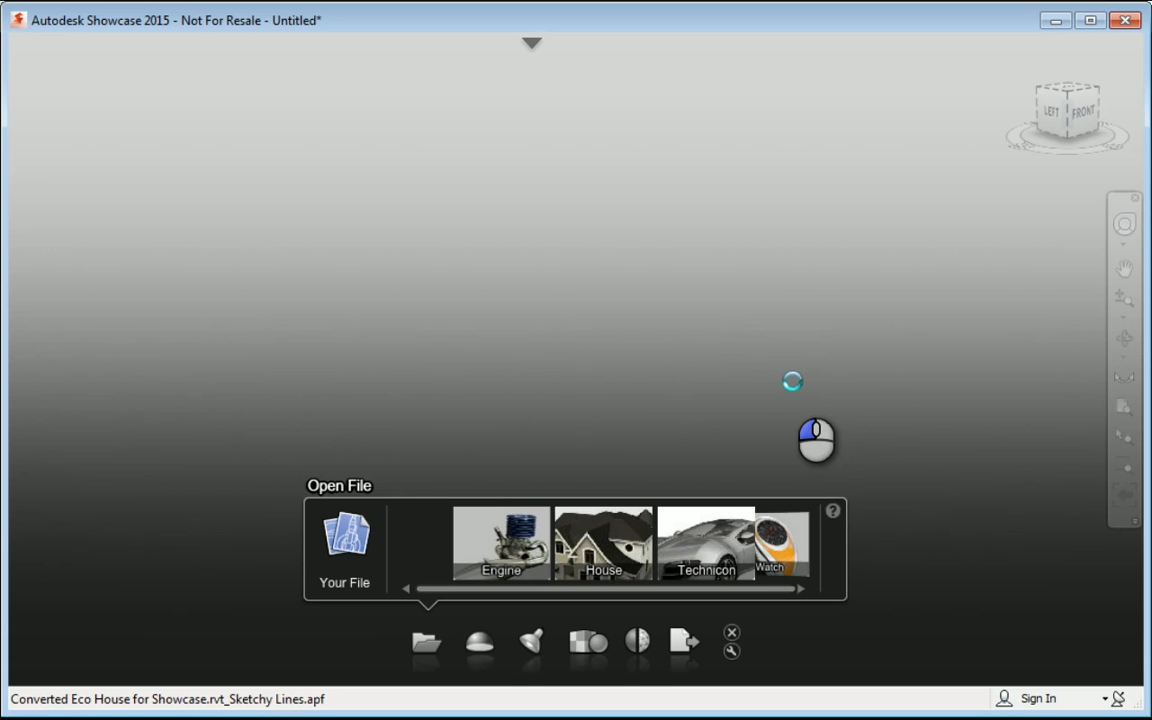 Autodesk Showcase 2015 - Not For Resale - Untitled*
LEFT FRONT
Open File
Your File
Engine House Technicon Watch
Converted Eco House for Showcase.rvt_Sketchy Lines.apf
Sign In